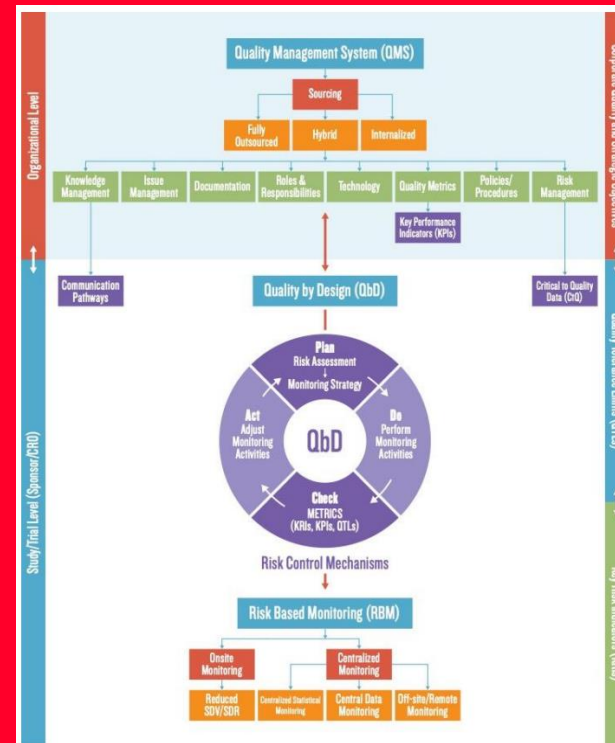 Quality Management System (QMS)
Sourcing
Fully
Outsourced
Hybrid
Internalized
Knowledge
Management
Issue
Management
Documentation
Roles &
Responsibilities
Technology
Quality Metrics
Policies/
Procedures
Risk
Management
Key Performance
Indicators (KPIs)
Organizational Level
Communication
Pathways
Quality by Design (QbD)
Critical to Quality
Data (CtQ)
Plan
Risk Assessment
Monitoring Strategy
Act
Adjust
Monitoring
Activities
QbD
Do
Perform
Monitoring
Activities
Check
METRICS
(KRIs, KPIs, QTLs)
Risk Control Mechanisms
Study/Trial Level (Sponsor/CRO)
Risk Based Monitoring (RBM)
Onsite
Monitoring
Centralized
Monitoring
Reduced
SDV/SDR
Centralized Statistical
Monitoring
Central Data
Monitoring
Off-site/Remote
Monitoring